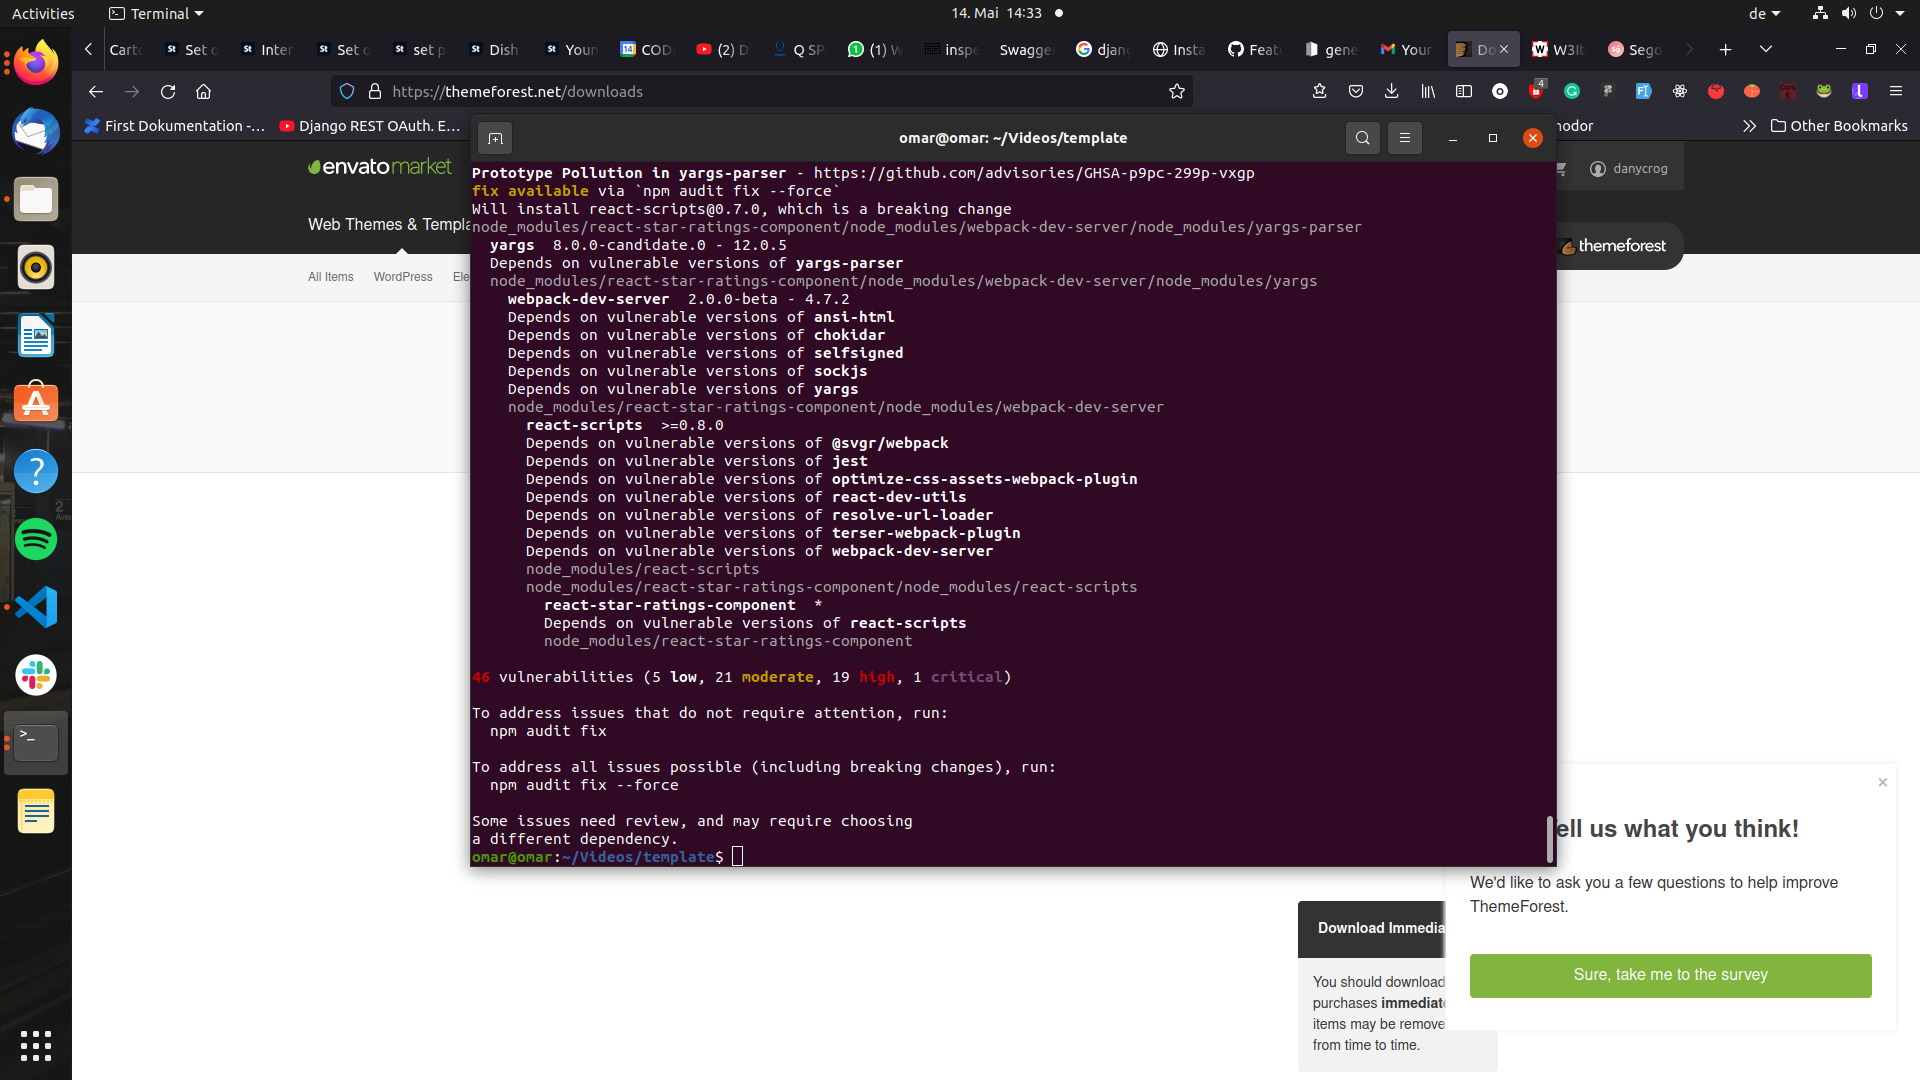 Activities
Terminal
14. Mai 14:33
de
Set
Inter
Set
set p
Dish
COD
(2) D
Q SP
(1) W
inspe
Swagge
djan
Insta
Feat
gene
Your
Do
W3It
Sego
https://themeforest.net/downloads
4
First Dokumentation -...
Django REST OAuth. E...
Other Bookmarks
omar@omar: ~/Videos/template
envatomarket
danycrog
Web Themes & Templa
themeforest
All Items
WordPress
Ele
Prototype Pollution in yargs-parser - https://github.com/advisories/GHSA-p9pc-299p-vxgp
fix available via `npm audit fix --force`
Will install react-scripts@0.7.0, which is a breaking change
node_modules/react-star-ratings-component/node_modules/webpack-dev-server/node_modules/yargs-parser
yargs 8.0.0-candidate.0 - 12.0.5
Depends on vulnerable versions of yargs-parser
node_modules/react-star-ratings-component/node_modules/webpack-dev-server/node_modules/yargs
webpack-dev-server 2.0.0-beta - 4.7.2
Depends on vulnerable versions of ansi-html
Depends on vulnerable versions of chokidar
Depends on vulnerable versions of selfsigned
Depends on vulnerable versions of sockjs
Depends on vulnerable versions of yargs
node_modules/react-star-ratings-component/node_modules/webpack-dev-server
react-scripts >=0.8.0
Depends on vulnerable versions of @svgr/webpack
Depends on vulnerable versions of jest
Depends on vulnerable versions of optimize-css-assets-webpack-plugin
Depends on vulnerable versions of react-dev-utils
Depends on vulnerable versions of resolve-url-loader
Depends on vulnerable versions of terser-webpack-plugin
Depends on vulnerable versions of webpack-dev-server
node_modules/react-scripts
node_modules/react-star-ratings-component/node_modules/react-scripts
react-star-ratings-component *
Depends on vulnerable versions of react-scripts
node_modules/react-star-ratings-component
46 vulnerabilities (5 low, 21 moderate, 19 high, 1 critical)
To address issues that do not require attention, run:
npm audit fix
To address all issues possible (including breaking changes), run:
npm audit fix --force
Some issues need review, and may require choosing
a different dependency.
omar@omar:~/Videos/template$
ell us what you think!
We'd like to ask you a few questions to help improve
ThemeForest.
Sure, take me to the survey
Download Immedia
You should download
purchases immediate
items may be remove
from time to time.